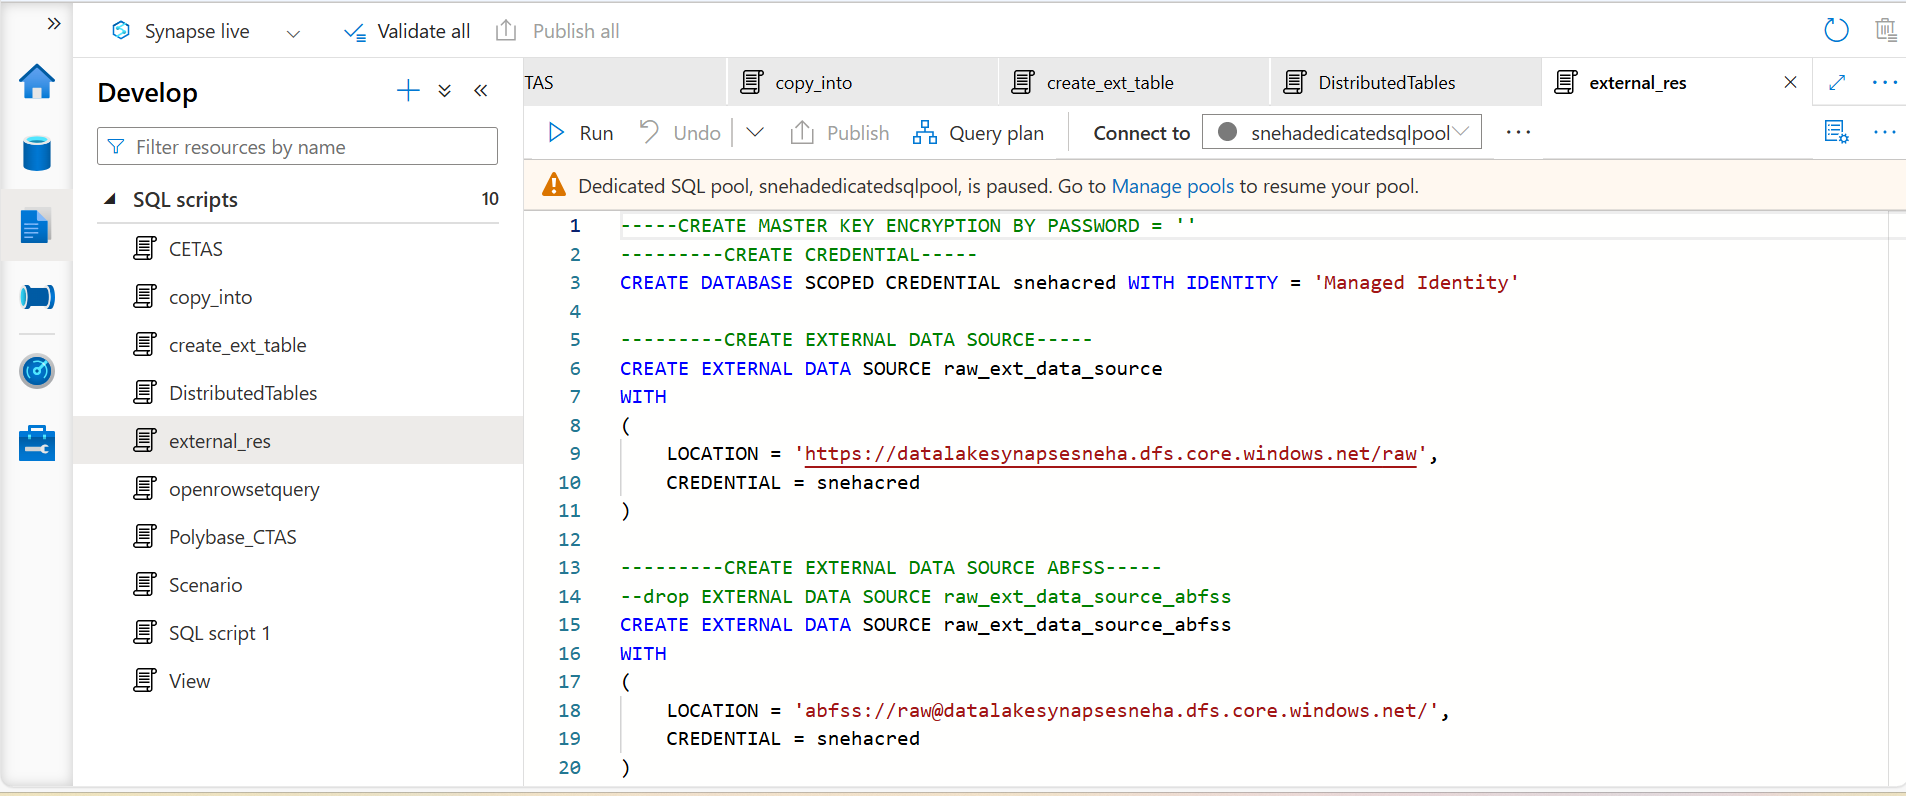 Synapse live
Validate all
Publish all
Develop
Filter resources by name
SQL scripts 10
CETAS
copy_into
create_ext_table
DistributedTables
external_res
openrowsetquery
Polybase_CTAS
Scenario
SQL script 1
View
TAS
copy_into
create_ext_table
DistributedTables
external_res
Run
Undo
Publish
Query plan
Connect to
snehadedicatedsqlpool
Dedicated SQL pool, snehadedicatedsqlpool, is paused. Go to Manage pools to resume your pool.
1 -----CREATE MASTER KEY ENCRYPTION BY PASSWORD = ''
2 ---------CREATE CREDENTIAL-----
3 CREATE DATABASE SCOPED CREDENTIAL snehacred WITH IDENTITY = 'Managed Identity'
4
5 ---------CREATE EXTERNAL DATA SOURCE-----
6 CREATE EXTERNAL DATA SOURCE raw_ext_data_source
7 WITH
8 (
9     LOCATION = 'https://datalakesynapsesneha.dfs.core.windows.net/raw',
10     CREDENTIAL = snehacred
11 )
12
13 ---------CREATE EXTERNAL DATA SOURCE ABFSS-----
14 --drop EXTERNAL DATA SOURCE raw_ext_data_source_abfss
15 CREATE EXTERNAL DATA SOURCE raw_ext_data_source_abfss
16 WITH
17 (
18     LOCATION = 'abfss://raw@datalakesynapsesneha.dfs.core.windows.net/',
19     CREDENTIAL = snehacred
20 )